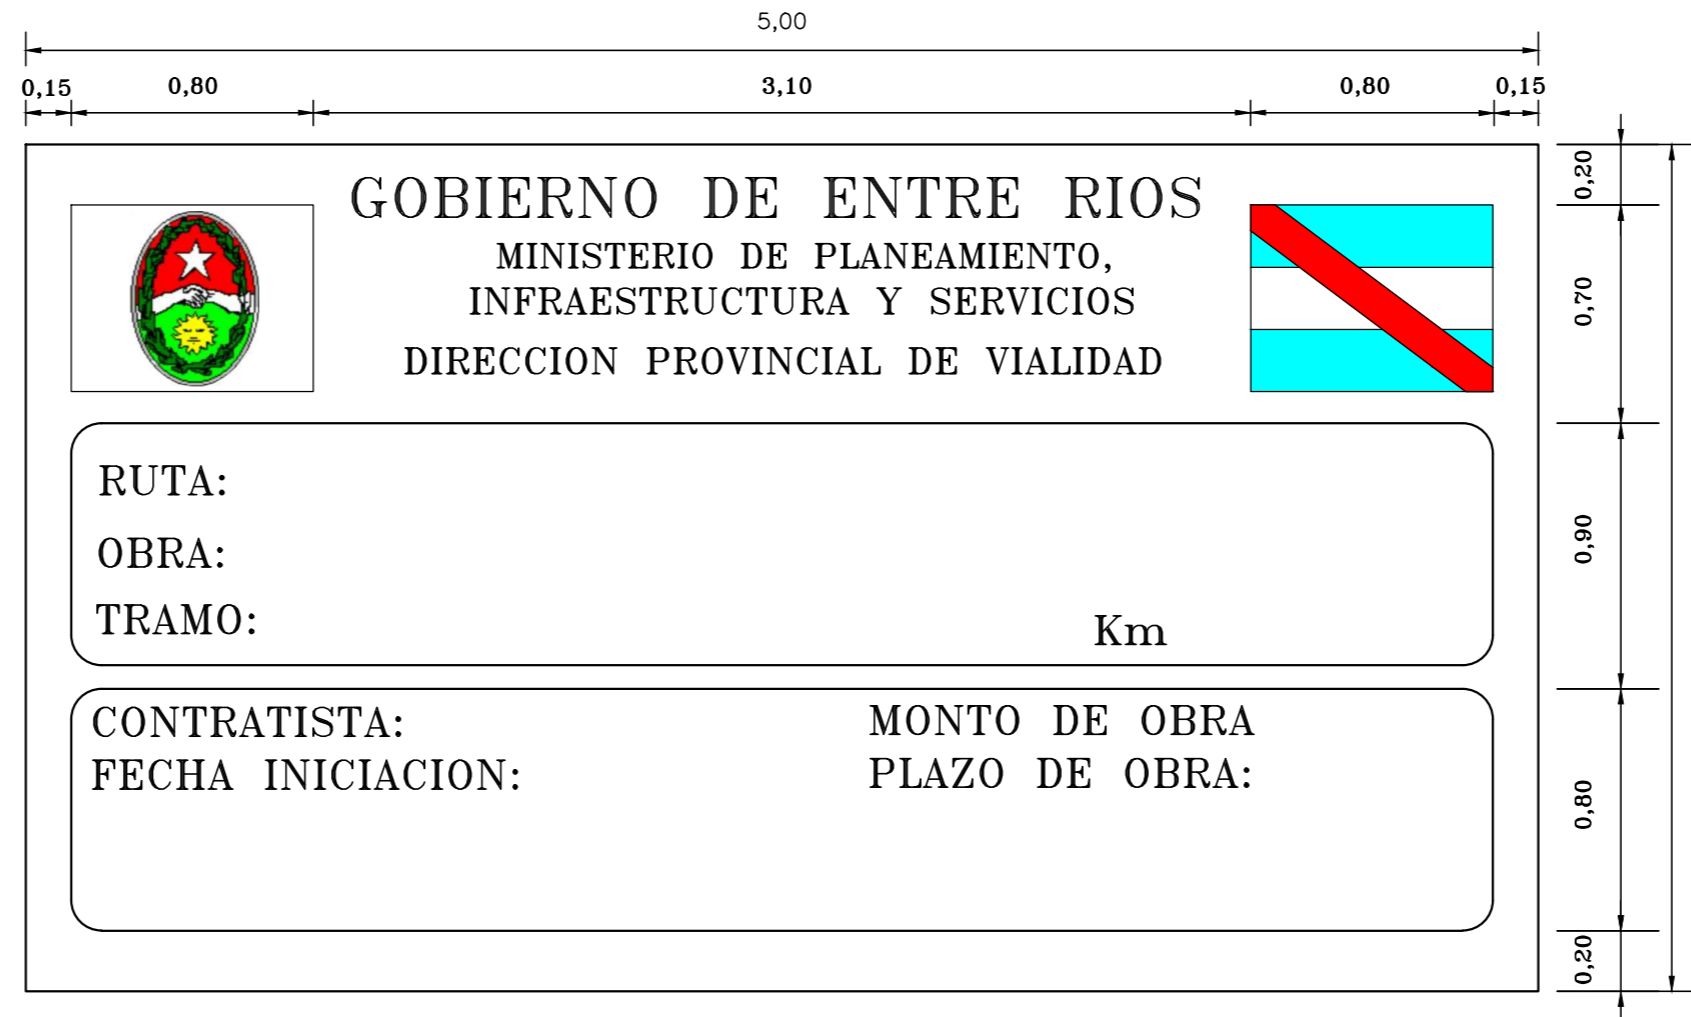 5,00
0,15 0,80 3,10 0,80 0,15
GOBIERNO DE ENTRE RIOS
MINISTERIO DE PLANEAMIENTO,
INFRAESTRUCTURA Y SERVICIOS
DIRECCION PROVINCIAL DE VIALIDAD
RUTA:
OBRA:
TRAMO:
Km
CONTRATISTA:
MONTO DE OBRA
FECHA INICIACION:
PLAZO DE OBRA:
0,20
0,70
0,90
0,80
0,20